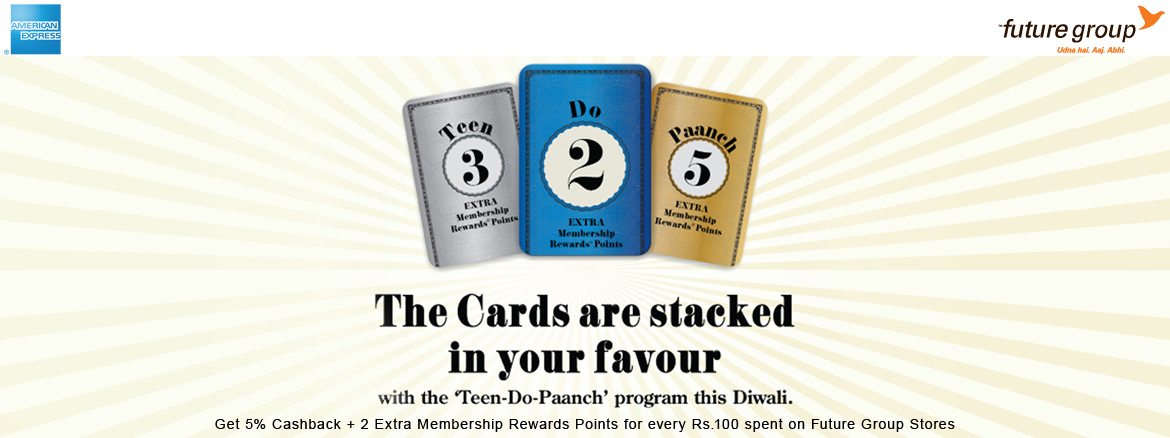 AMERICAN
EXPRESS
®
™future group
Udna hai. Aaj. Abhi.
Teen
3
EXTRA
Membership
Rewards® Points
Do
2
EXTRA
Membership
Rewards® Points
Paanch
5
EXTRA
Membership
Rewards® Points
The Cards are stacked
in your favour
with the ‘Teen-Do-Paanch’ program this Diwali.
Get 5% Cashback + 2 Extra Membership Rewards Points for every Rs.100 spent on Future Group Stores